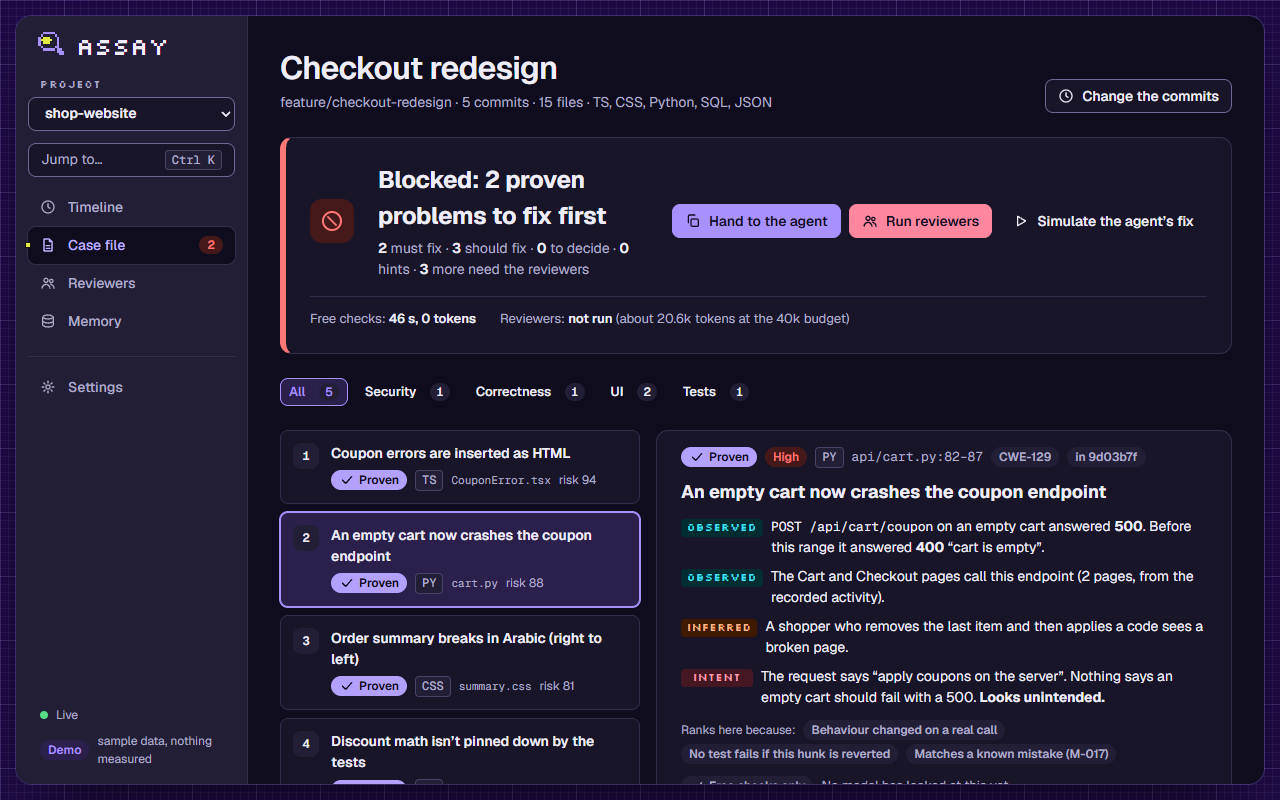 ASSAY
PROJECT
shop-website
Jump to… Ctrl K
Timeline
Case file 2
Reviewers
Memory
Settings
Live
Demo sample data, nothing measured
Checkout redesign
feature/checkout-redesign · 5 commits · 15 files · TS, CSS, Python, SQL, JSON
Change the commits
Blocked: 2 proven
problems to fix first
2 must fix · 3 should fix · 0 to decide · 0
hints · 3 more need the reviewers
Hand to the agent
Run reviewers
Simulate the agent’s fix
Free checks: 46 s, 0 tokens Reviewers: not run (about 20.6k tokens at the 40k budget)
All 5 Security 1 Correctness 1 UI 2 Tests 1
1 Coupon errors are inserted as HTML
Proven TS CouponError.tsx risk 94
2 An empty cart now crashes the coupon
endpoint
Proven PY cart.py risk 88
3 Order summary breaks in Arabic (right to
left)
Proven CSS summary.css risk 81
4 Discount math isn’t pinned down by the
tests
Proven High PY api/cart.py:82-87 CWE-129 in 9d03b7f
An empty cart now crashes the coupon endpoint
OBSERVED POST /api/cart/coupon on an empty cart answered 500. Before
this range it answered 400 “cart is empty”.
OBSERVED The Cart and Checkout pages call this endpoint (2 pages, from the
recorded activity).
INFERRED A shopper who removes the last item and then applies a code sees a
broken page.
INTENT The request says “apply coupons on the server”. Nothing says an
empty cart should fail with a 500. Looks unintended.
Ranks here because: Behaviour changed on a real call
No test fails if this hunk is reverted Matches a known mistake (M-017)